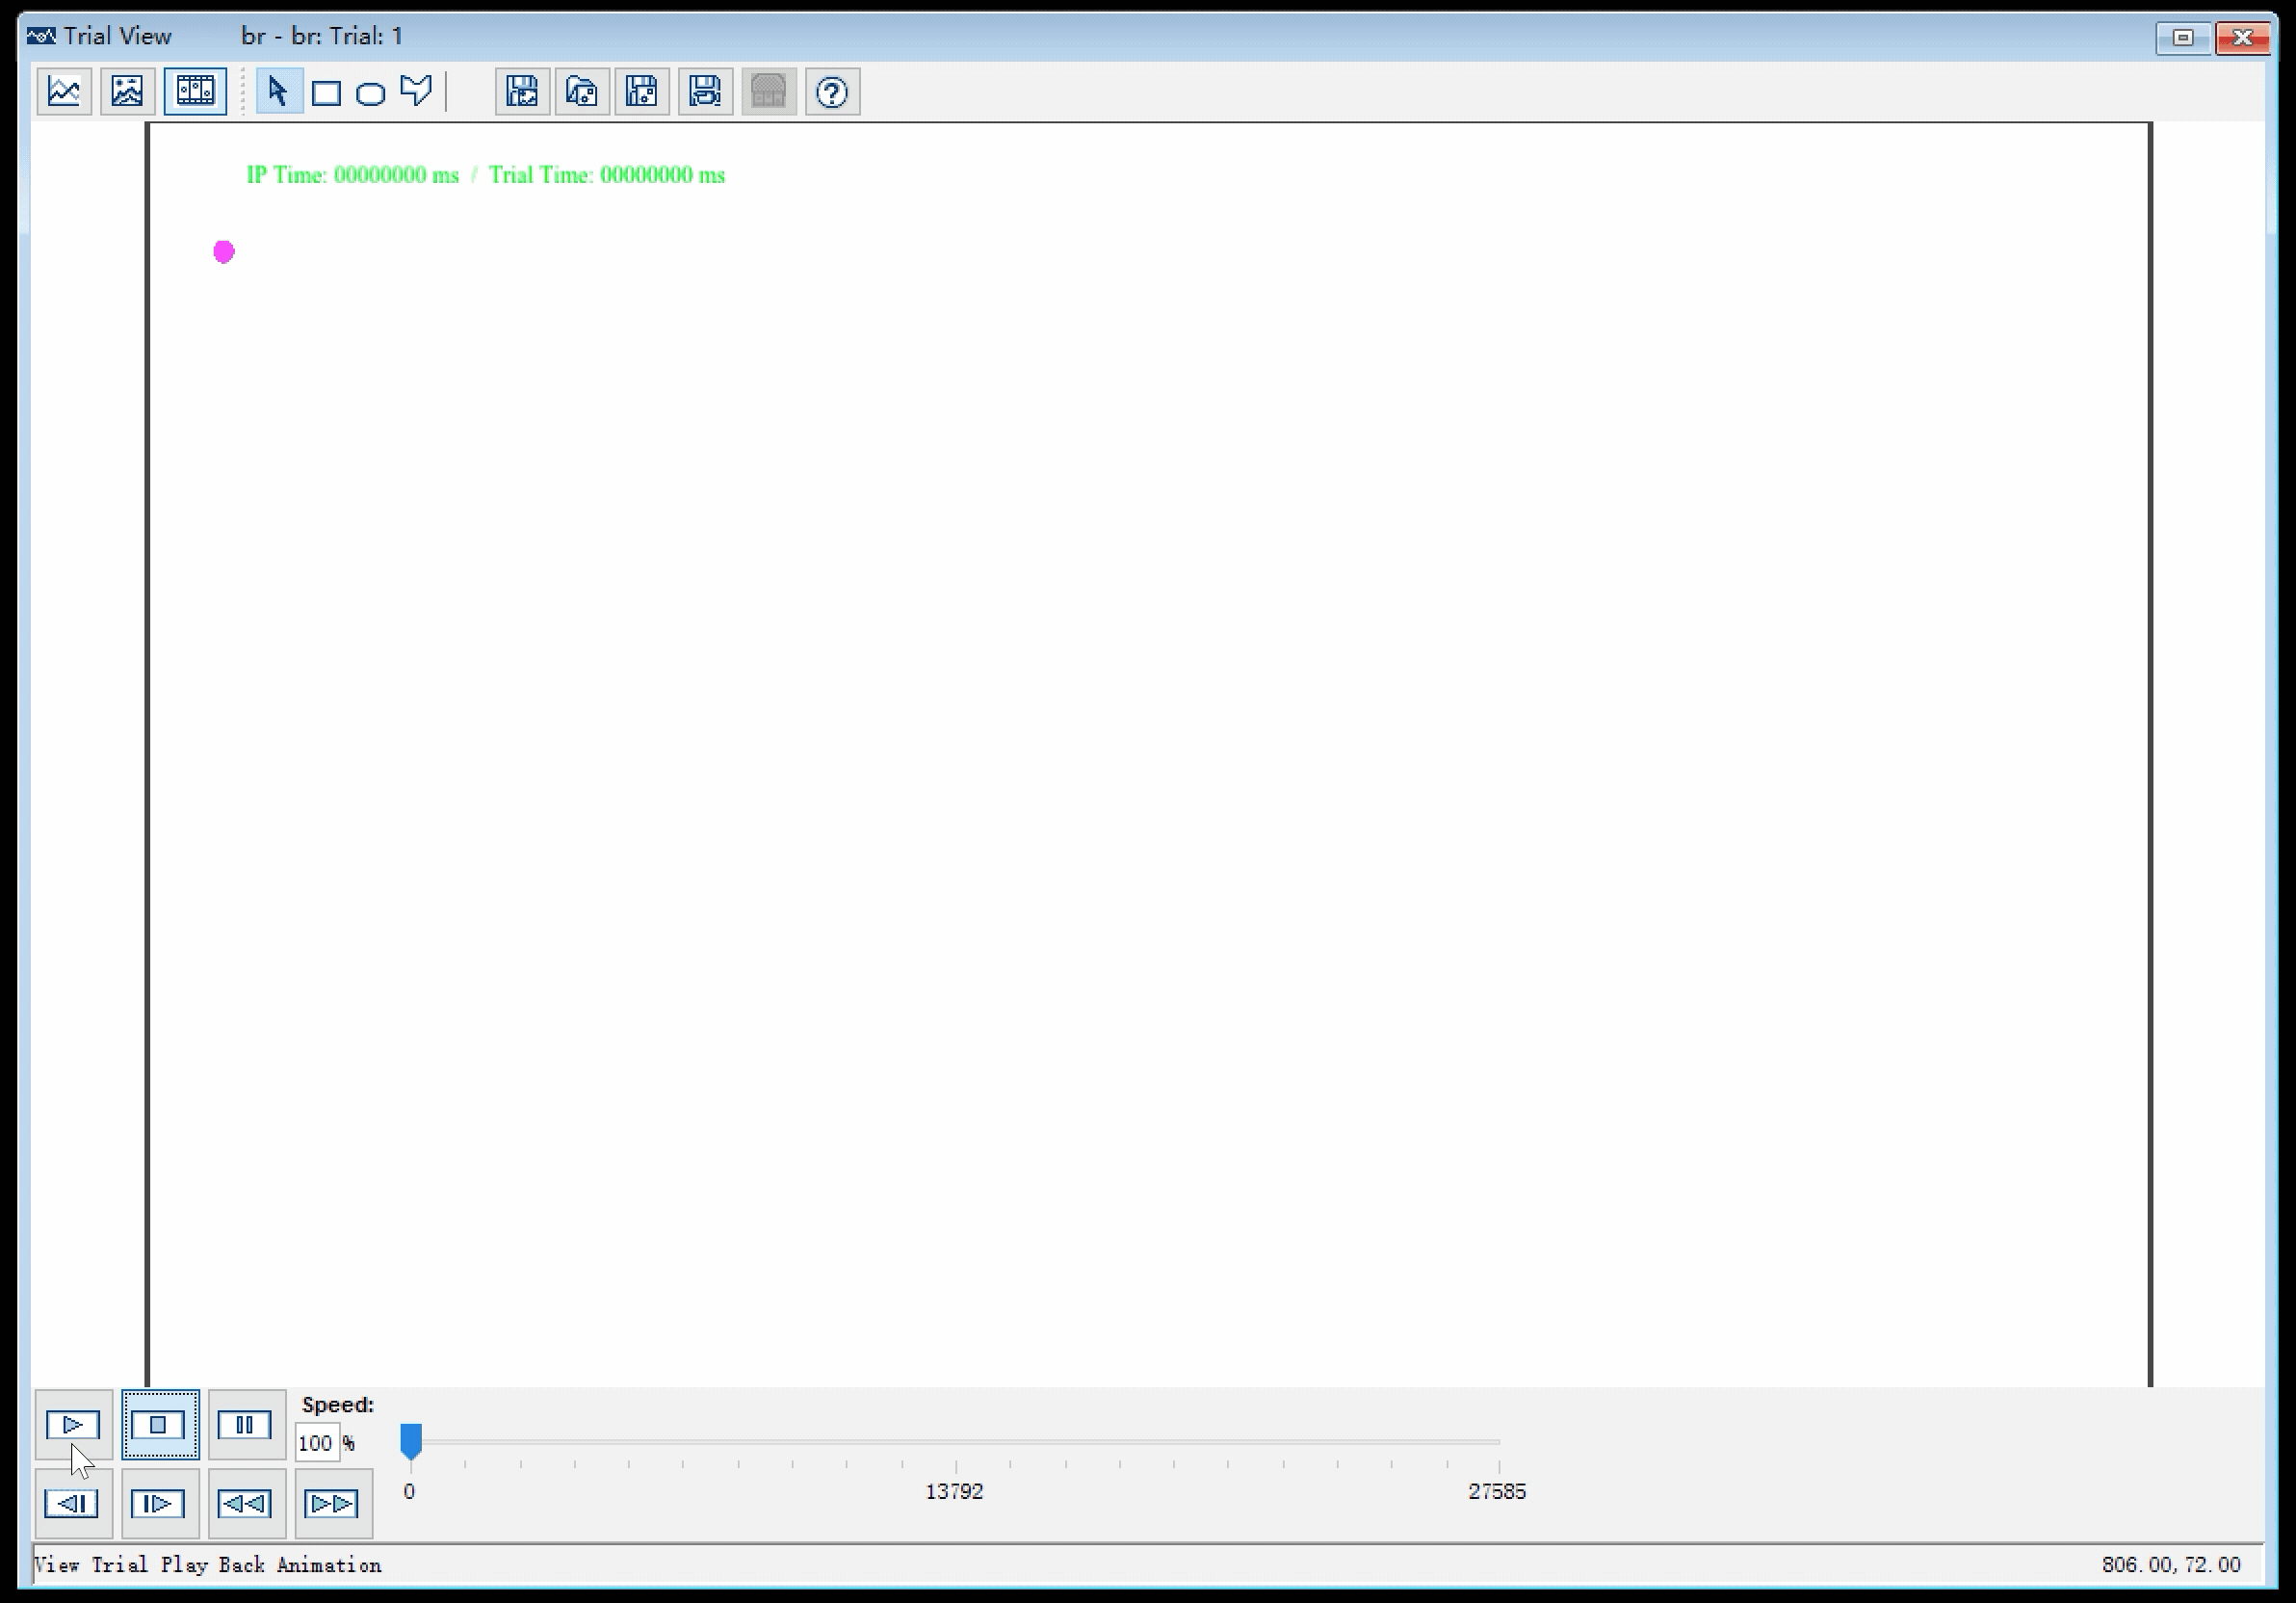 Trial View br - br: Trial: 1
IP Time: 00000000 ms / Trial Time: 00000000 ms
Speed:
100 %
0 13792 27585
View Trial Play Back Animation 806.00, 72.00